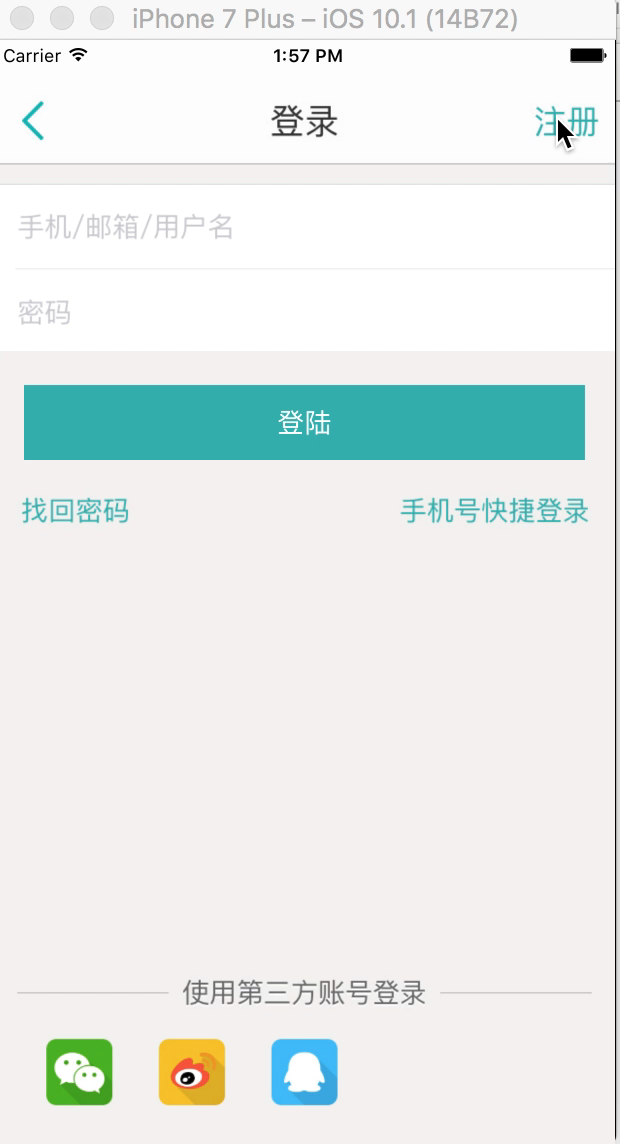 iPhone 7 Plus – iOS 10.1 (14B72)
Carrier 1:57 PM
登录 注册
手机/邮箱/用户名
密码
登陆
找回密码 手机号快捷登录
使用第三方账号登录